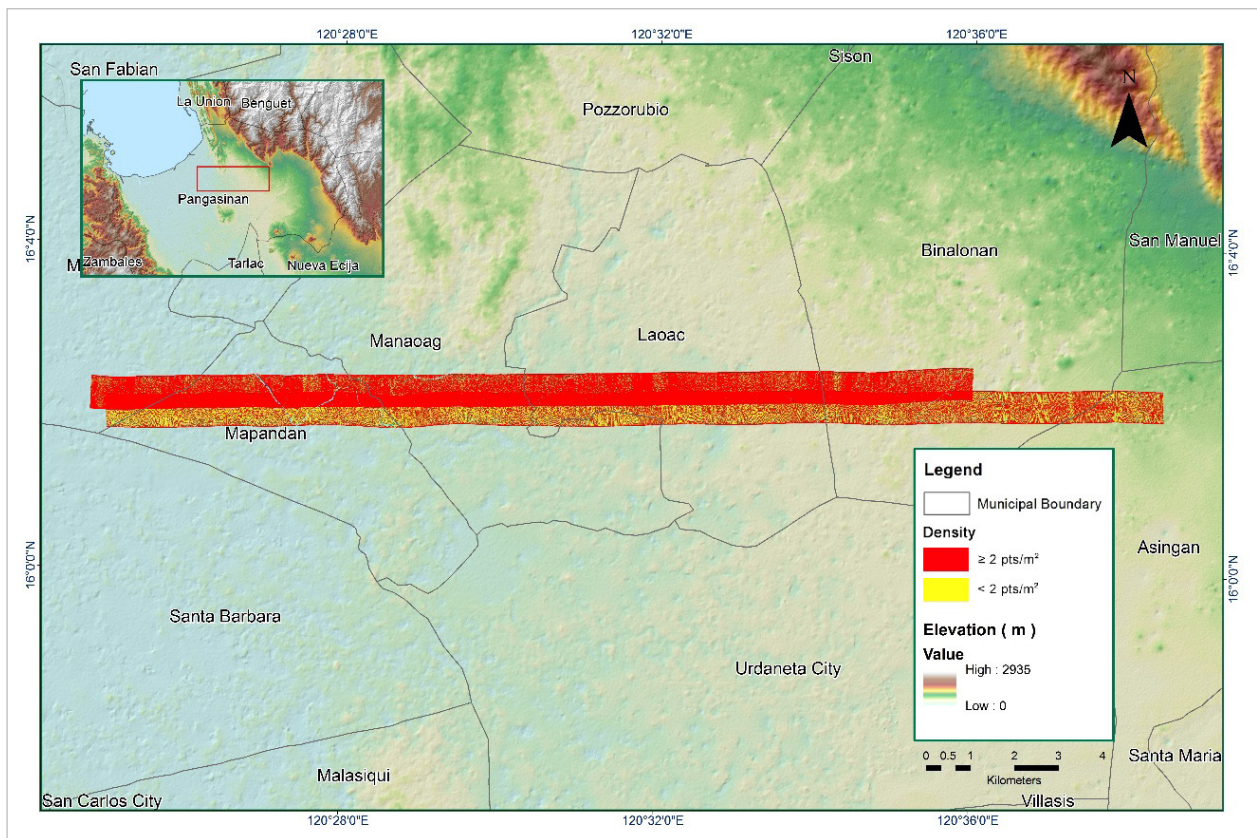 120°28'0"E
120°32'0"E
120°36'0"E
San Fabian
Sison
La Union
Benguet
Pozzorubio
N
Pangasinan
16°4'0"N
Binalonan
San Manuel
16°4'0"N
Zambales
Tarlac
Nueva Ecija
Manaoag
Laoac
Mapandan
Legend
Municipal Boundary
Density
≥ 2 pts/m²
< 2 pts/m²
Asingan
16°0'0"N
16°0'0"N
Santa Barbara
Elevation ( m )
Value
High : 2935
Low : 0
Urdaneta City
0 0.5 1 2 3 4
Kilometers
Santa Maria
Malasiqui
San Carlos City
Villasis
120°28'0"E
120°32'0"E
120°36'0"E